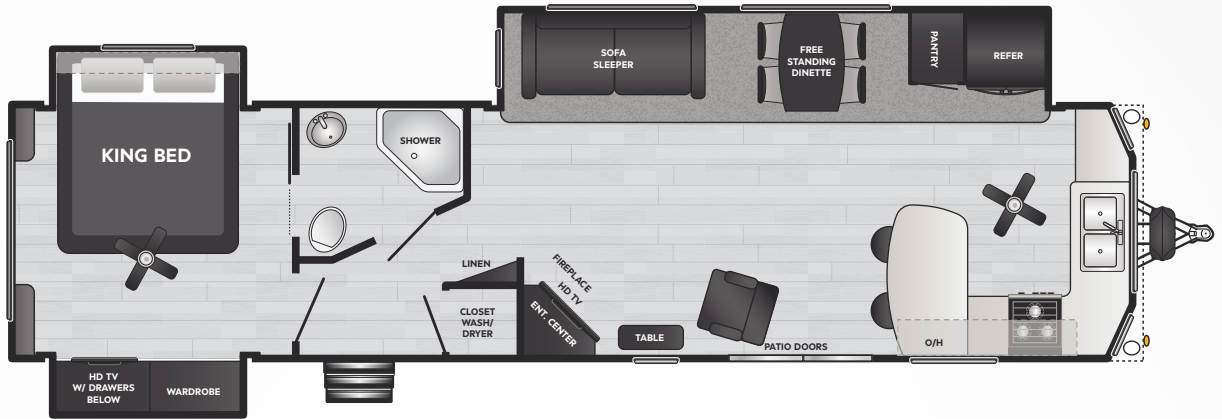 SOFA
SLEEPER
FREE
STANDING
DINETTE
PANTRY
REFER
KING BED
SHOWER
LINEN
CLOSET
WASH/
DRYER
FIREPLACE
HD TV
ENT. CENTER
TABLE
PATIO DOORS
O/H
HD TV
W/ DRAWERS
BELOW
WARDROBE